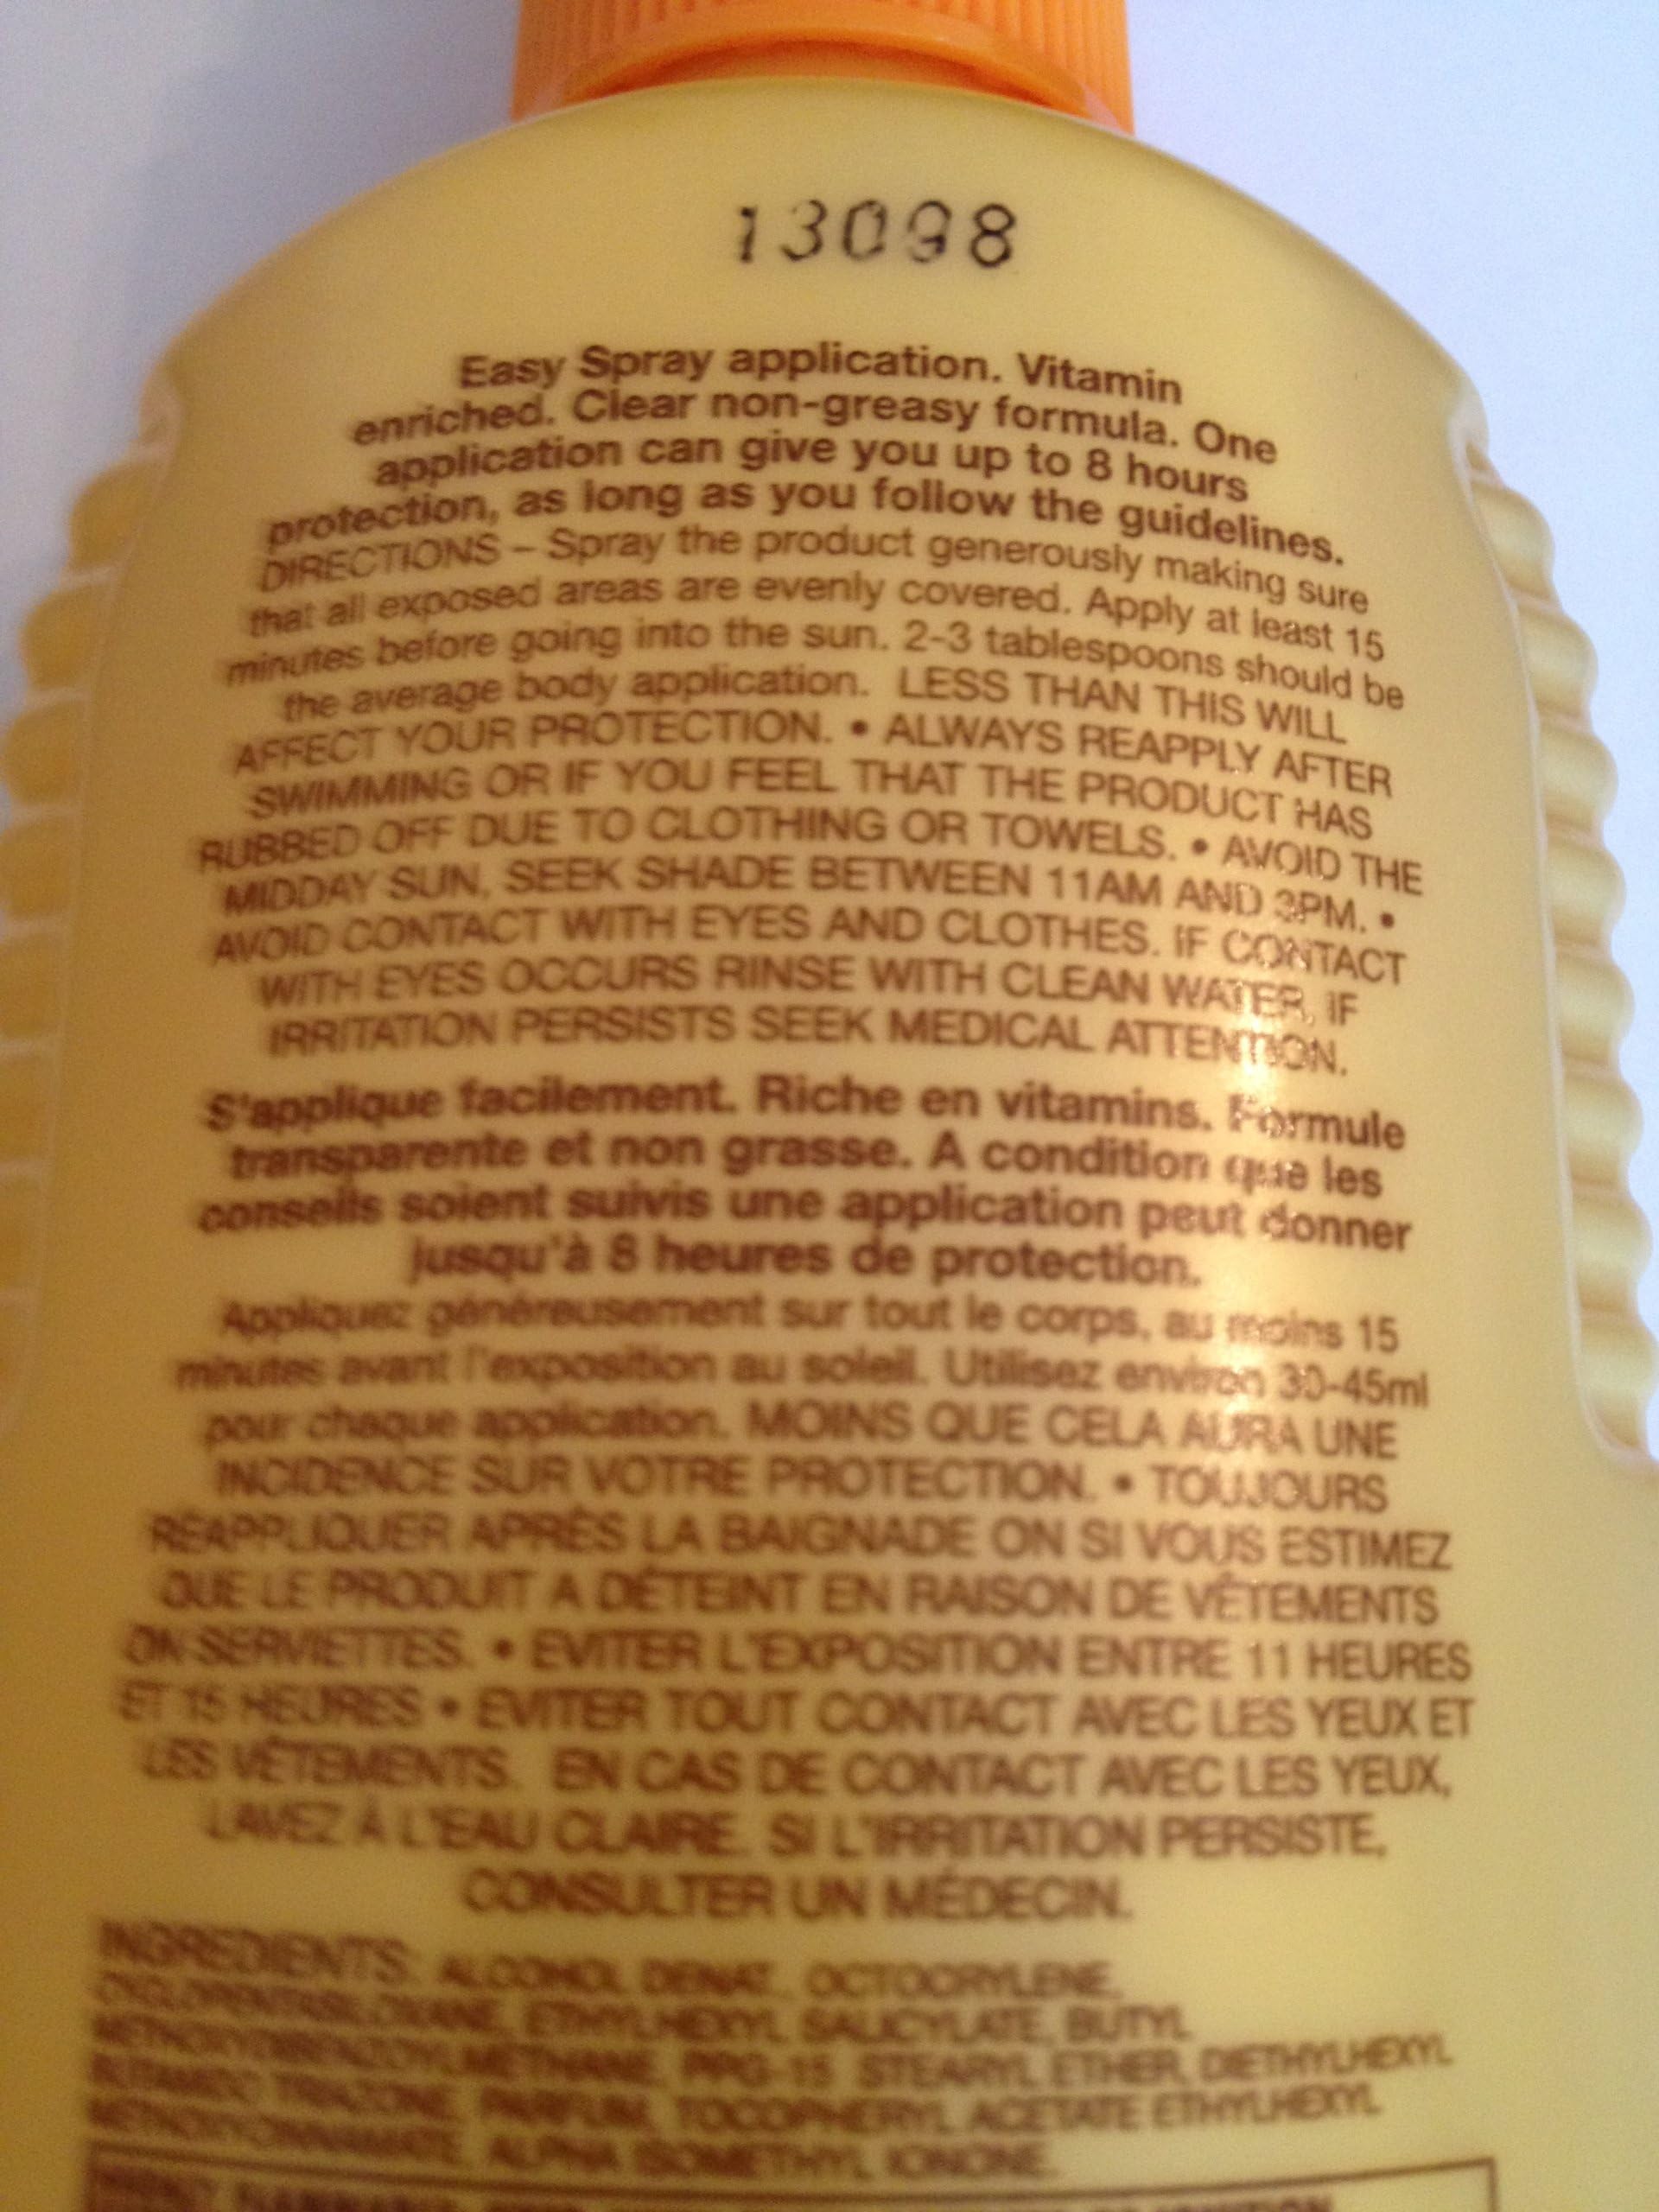 13098
Easy Spray application. Vitamin
enriched. Clear non-greasy formula. One
application can give you up to 8 hours
protection, as long as you follow the guidelines.
DIRECTIONS – Spray the product generously making sure
that all exposed areas are evenly covered. Apply at least 15
minutes before going into the sun. 2-3 tablespoons should be
the average body application. LESS THAN THIS WILL
AFFECT YOUR PROTECTION. • ALWAYS REAPPLY AFTER
SWIMMING OR IF YOU FEEL THAT THE PRODUCT HAS
RUBBED OFF DUE TO CLOTHING OR TOWELS. • AVOID THE
MIDDAY SUN, SEEK SHADE BETWEEN 11AM AND 3PM. •
AVOID CONTACT WITH EYES AND CLOTHES. IF CONTACT
WITH EYES OCCURS RINSE WITH CLEAN WATER, IF
IRRITATION PERSISTS SEEK MEDICAL ATTENTION.
S'applique facilement. Riche en vitamins. Formule
transparente et non grasse. A condition que les
conseils soient suivis une application peut donner
jusqu'à 8 heures de protection.
Appliquez généreusement sur tout le corps, au moins 15
minutes avant l'exposition au soleil. Utilisez environ 30-45ml
pour chaque application. MOINS QUE CELA AURA UNE
INCIDENCE SUR VOTRE PROTECTION. • TOUJOURS
RÉAPPLIQUER APRÈS LA BAIGNADE ON SI VOUS ESTIMEZ
QUE LE PRODUIT A DÉTEINT EN RAISON DE VÊTEMENTS
ON SERVIETTES. • EVITER L'EXPOSITION ENTRE 11 HEURES
ET 15 HEURES • EVITER TOUT CONTACT AVEC LES YEUX ET
LES VÊTEMENTS. EN CAS DE CONTACT AVEC LES YEUX,
LAVEZ À L'EAU CLAIRE. SI L'IRRITATION PERSISTE,
CONSULTER UN MÉDECIN.
INGREDIENTS: ALCOHOL DENAT, OCTOCRYLENE,
CYCLOPENTASILOXANE, ETHYLHEXYL SALICYLATE, BUTYL
METHOXYDIBENZOYLMETHANE, PPG-15 STEARYL ETHER, DIETHYLHEXYL
BUTAMIDO TRIAZONE, PARFUM, TOCOPHERYL ACETATE ETHYLHEXYL
METHOXYCINNAMATE, ALPHA ISOMETHYL IONONE.